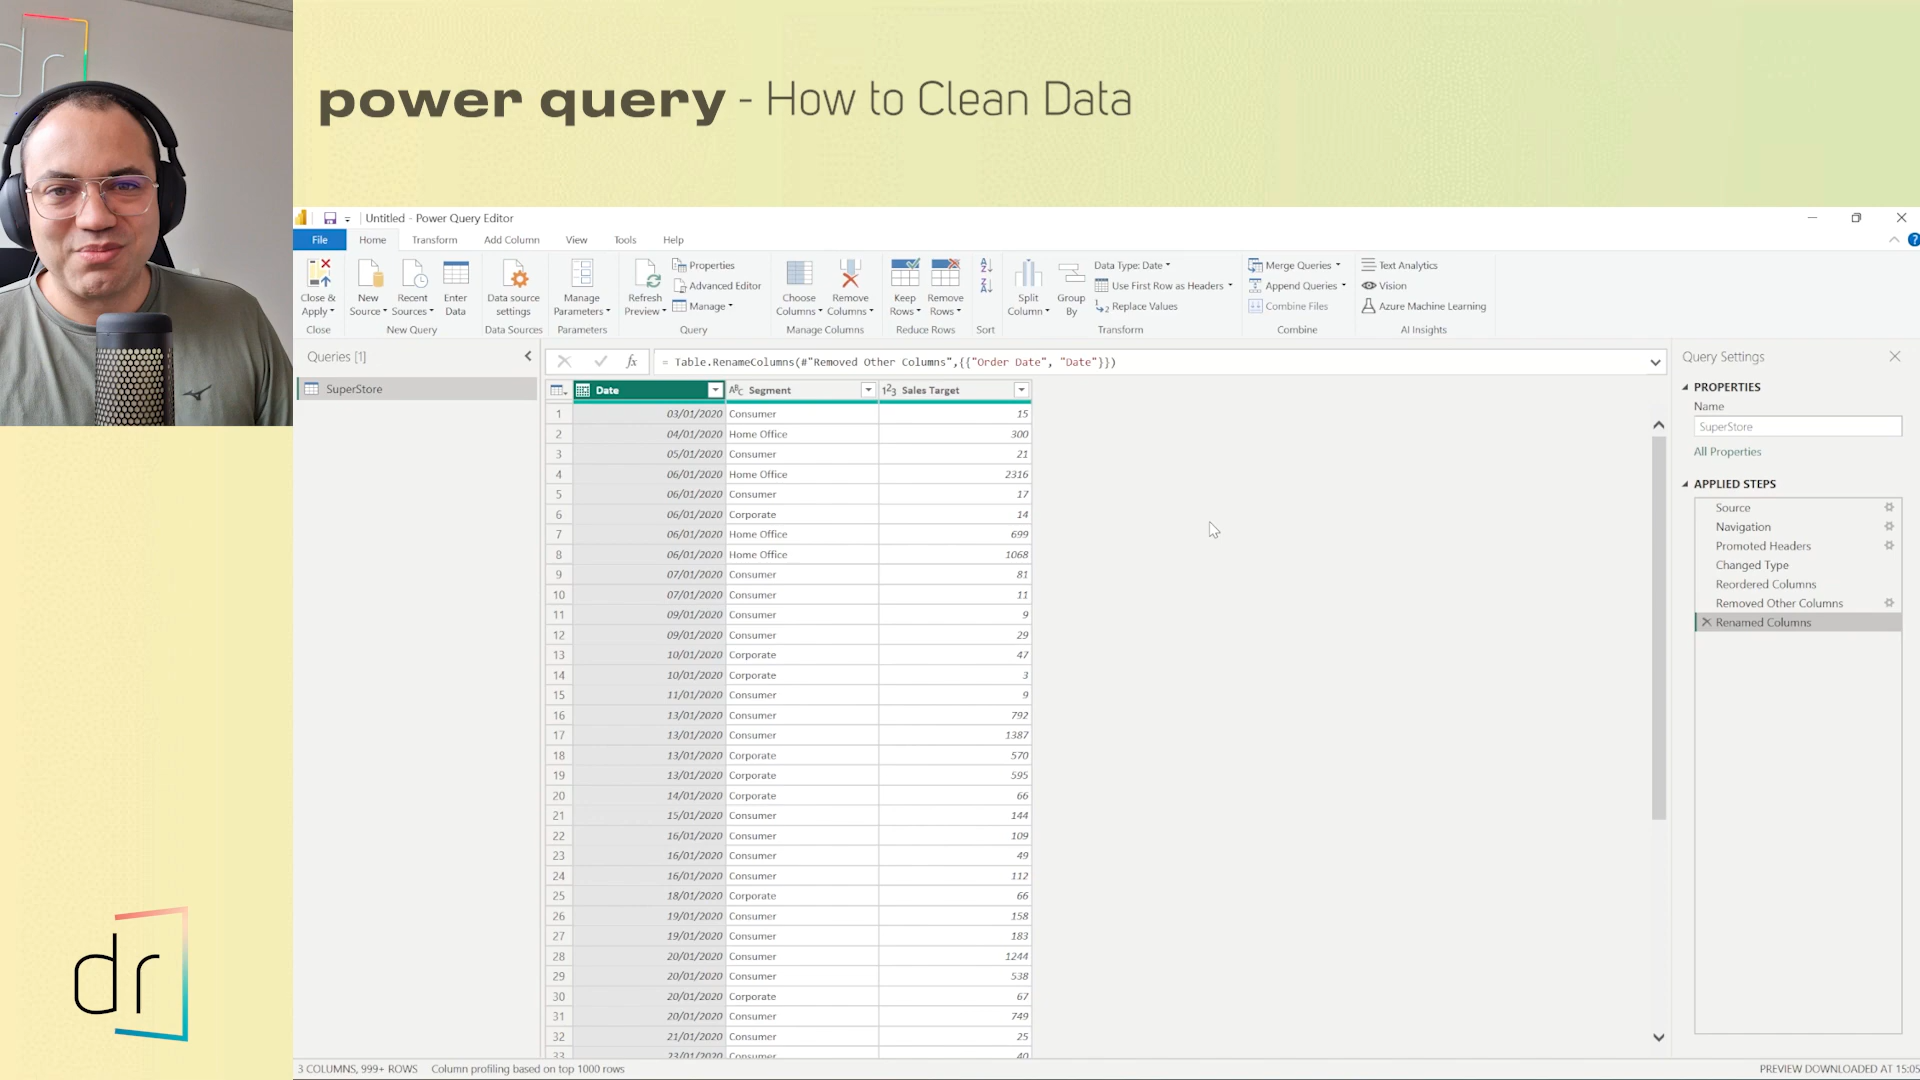 dr
power query - How to Clean Data
Untitled - Power Query Editor
File Home Transform Add Column View Tools Help
Close & Apply
New Source
Recent Sources
Enter Data
Data source settings
Manage Parameters
Refresh Preview
Properties
Advanced Editor
Manage
Choose Columns
Remove Columns
Keep Rows
Remove Rows
Split Column
Group By
Data Type: Date
Use First Row as Headers
Replace Values
Merge Queries
Append Queries
Combine Files
Text Analytics
Vision
Azure Machine Learning
Close New Query Data Sources Parameters Query Manage Columns Reduce Rows Sort Transform Combine AI Insights
Queries [1]
SuperStore
fx = Table.RenameColumns(#"Removed Other Columns",{{"Order Date", "Date"}})
Date ABC Segment 123 Sales Target
1 03/01/2020 Consumer 15
2 04/01/2020 Home Office 300
3 05/01/2020 Consumer 21
4 06/01/2020 Home Office 2316
5 06/01/2020 Consumer 17
6 06/01/2020 Corporate 14
7 06/01/2020 Home Office 699
8 06/01/2020 Home Office 1068
9 07/01/2020 Consumer 81
10 07/01/2020 Consumer 11
11 09/01/2020 Consumer 9
12 09/01/2020 Consumer 29
13 10/01/2020 Corporate 47
14 10/01/2020 Corporate 3
15 11/01/2020 Consumer 9
16 13/01/2020 Consumer 792
17 13/01/2020 Consumer 1387
18 13/01/2020 Corporate 570
19 13/01/2020 Corporate 595
20 14/01/2020 Corporate 66
21 15/01/2020 Consumer 144
22 16/01/2020 Consumer 109
23 16/01/2020 Consumer 49
24 16/01/2020 Consumer 112
25 18/01/2020 Corporate 66
26 19/01/2020 Consumer 158
27 19/01/2020 Consumer 183
28 20/01/2020 Consumer 1244
29 20/01/2020 Consumer 538
30 20/01/2020 Corporate 67
31 20/01/2020 Consumer 749
32 21/01/2020 Consumer 25
33 23/01/2020 Consumer 40
Query Settings
PROPERTIES
Name
SuperStore
All Properties
APPLIED STEPS
Source
Navigation
Promoted Headers
Changed Type
Reordered Columns
Removed Other Columns
Renamed Columns
dr
3 COLUMNS, 999+ ROWS Column profiling based on top 1000 rows
PREVIEW DOWNLOADED AT 15:05